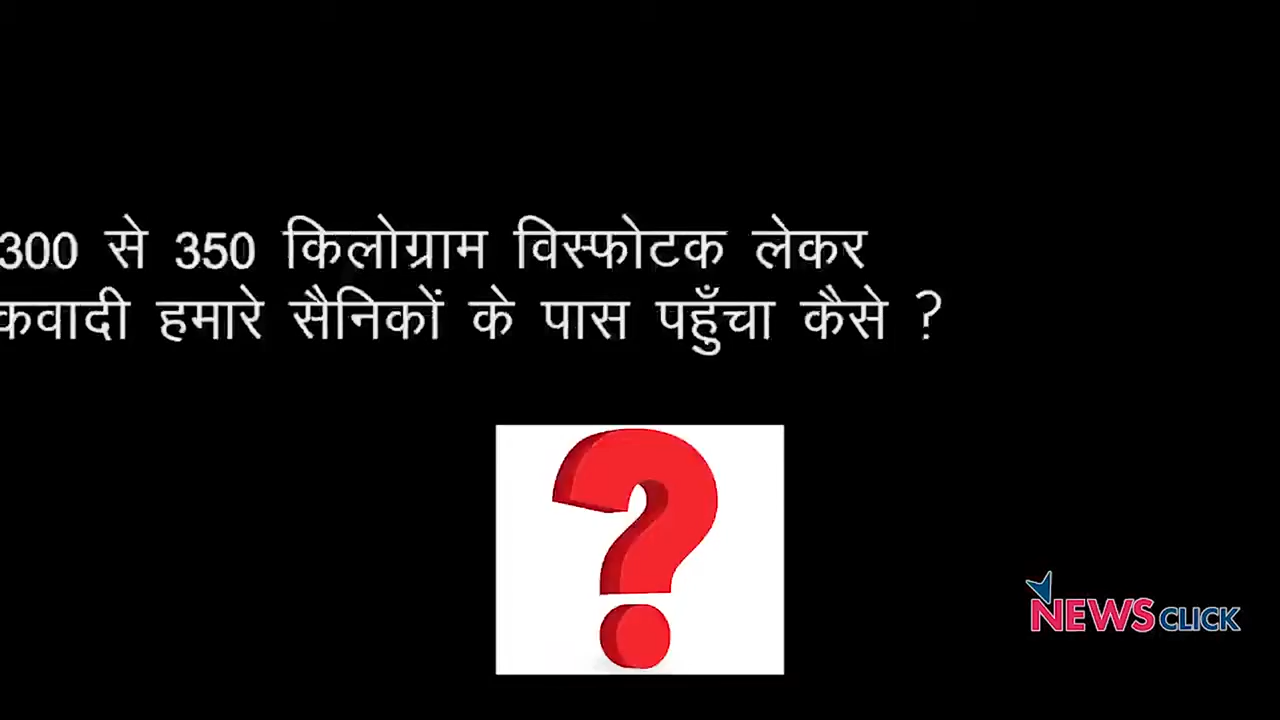 300 से 350 किलोग्राम विस्फोटक लेकर
कवादी हमारे सैनिकों के पास पहुँचा कैसे ?
NEWSCLICK